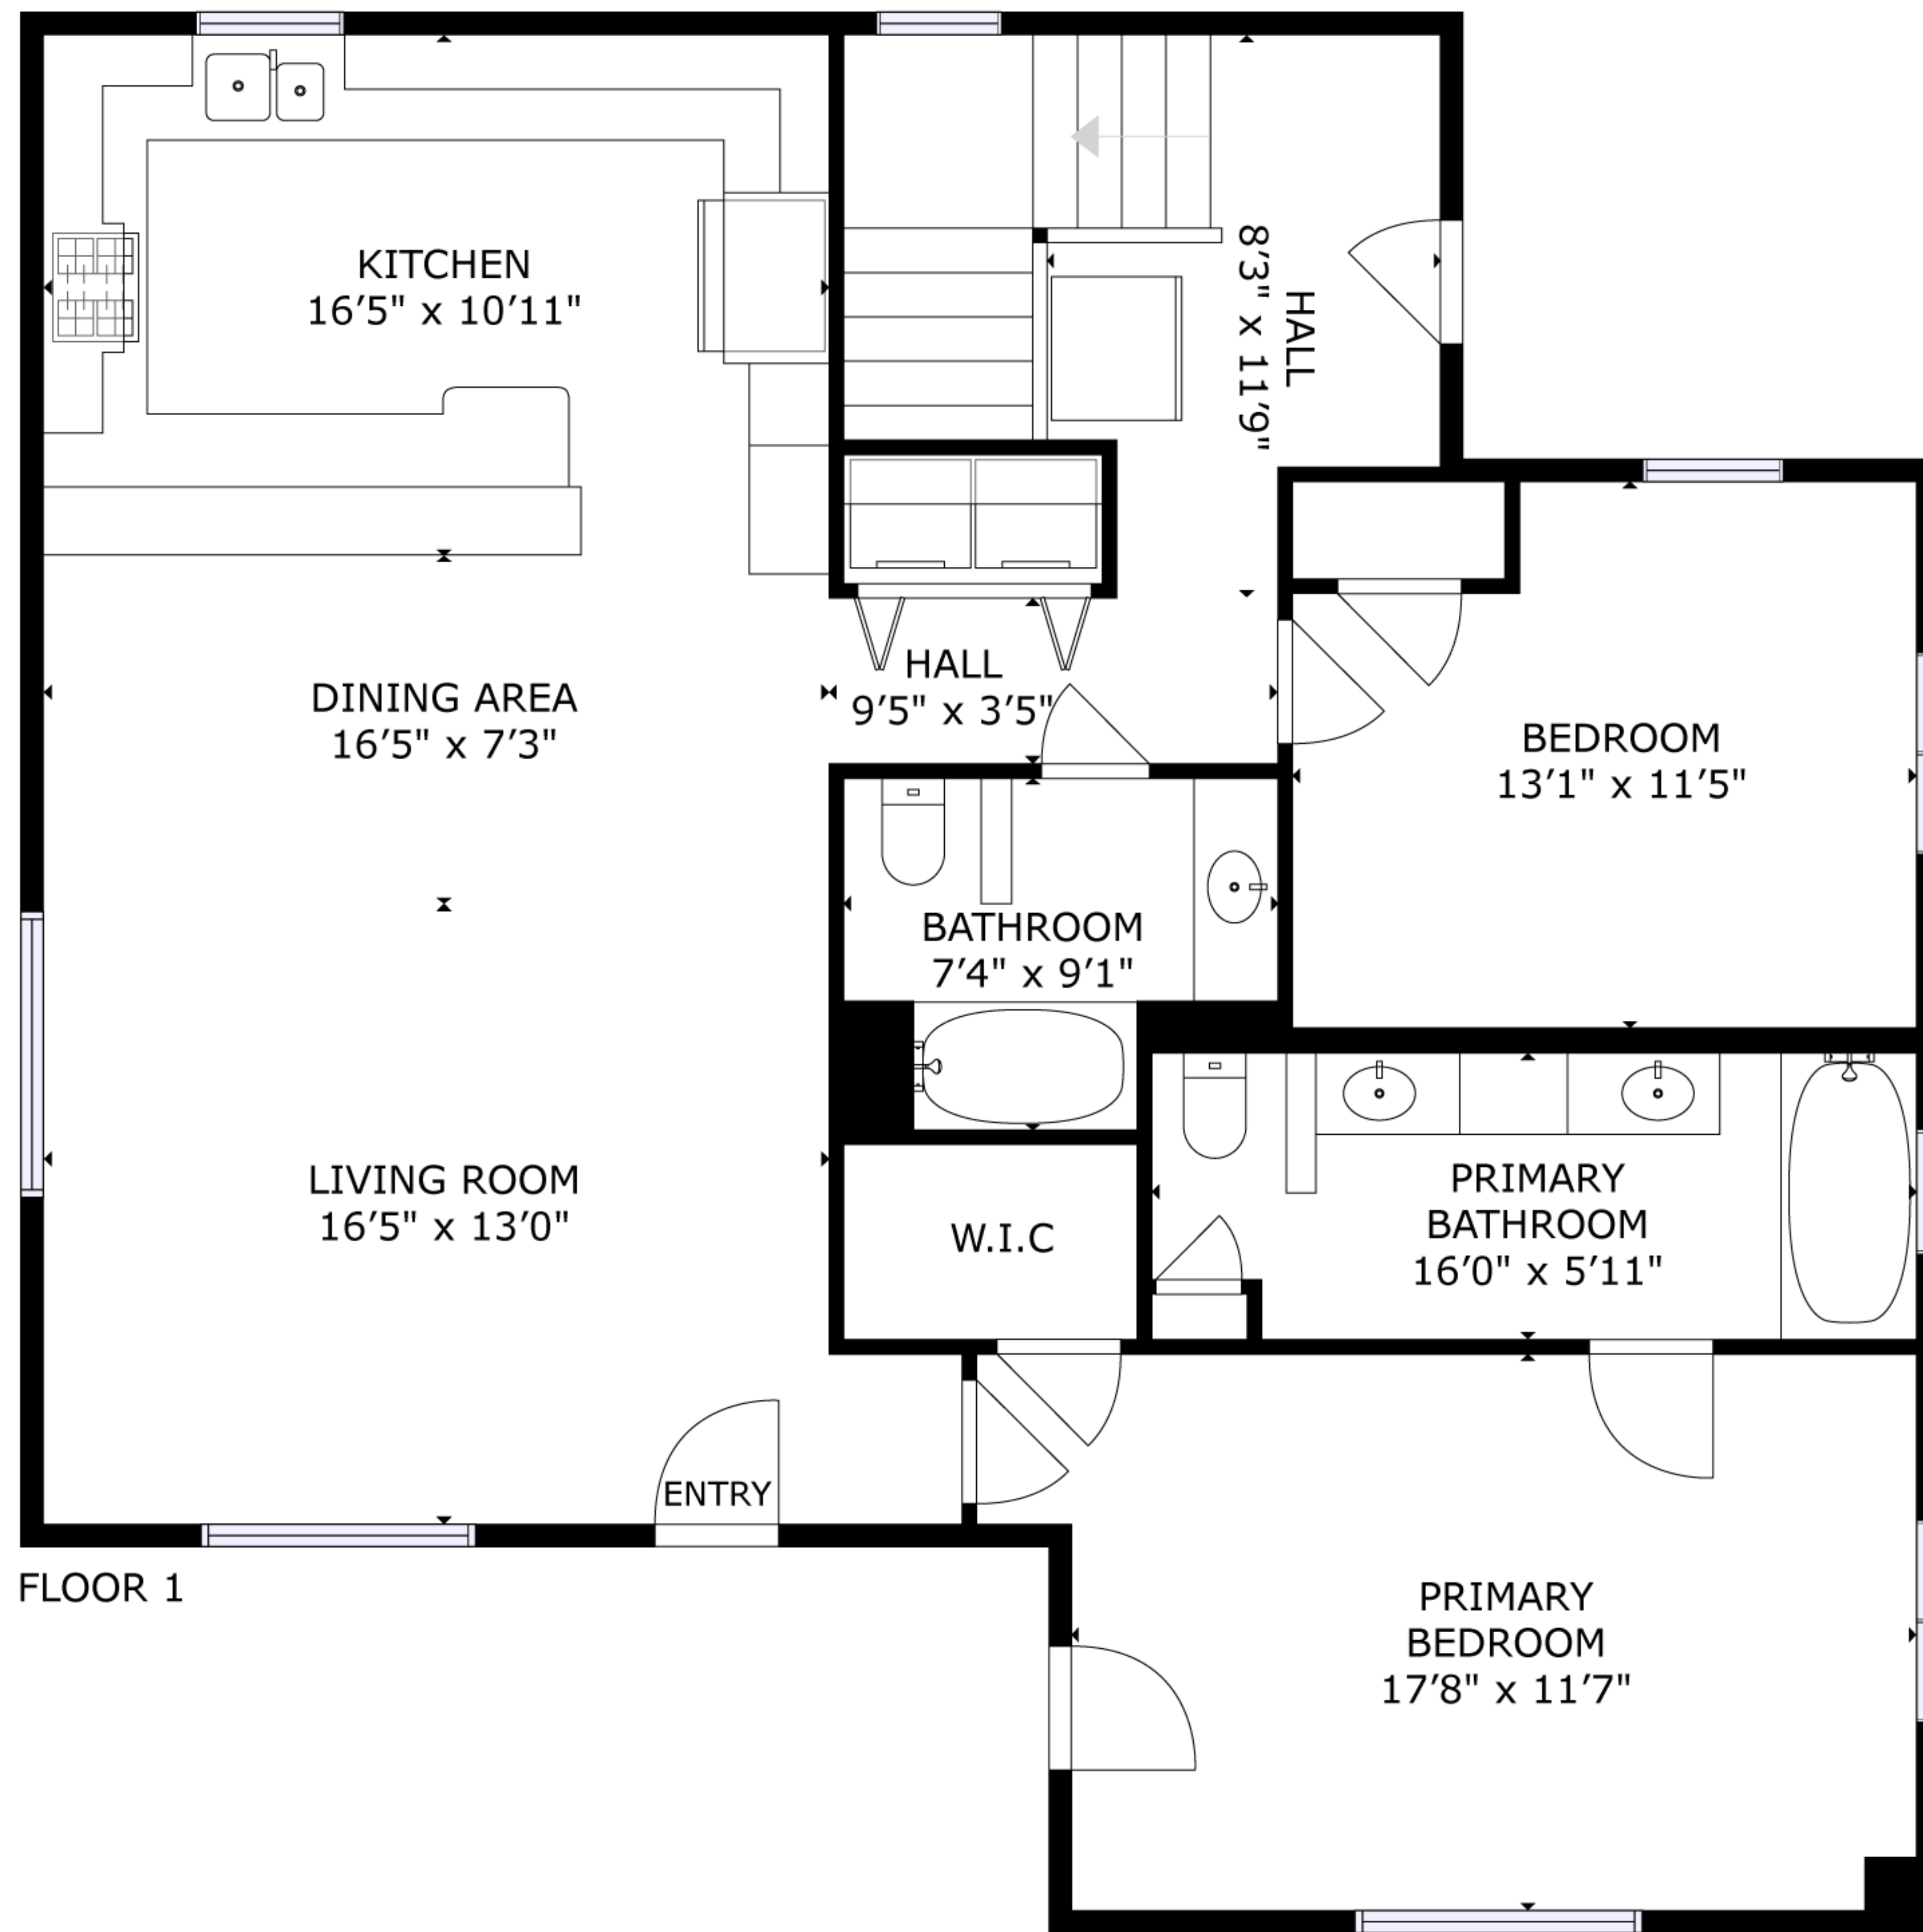 KITCHEN
16'5" x 10'11"
HALL
8'3" x 11'9"
DINING AREA
16'5" x 7'3"
HALL
9'5" x 3'5"
BEDROOM
13'1" x 11'5"
BATHROOM
7'4" x 9'1"
LIVING ROOM
16'5" x 13'0"
W.I.C
PRIMARY
BATHROOM
16'0" x 5'11"
ENTRY
FLOOR 1
PRIMARY
BEDROOM
17'8" x 11'7"